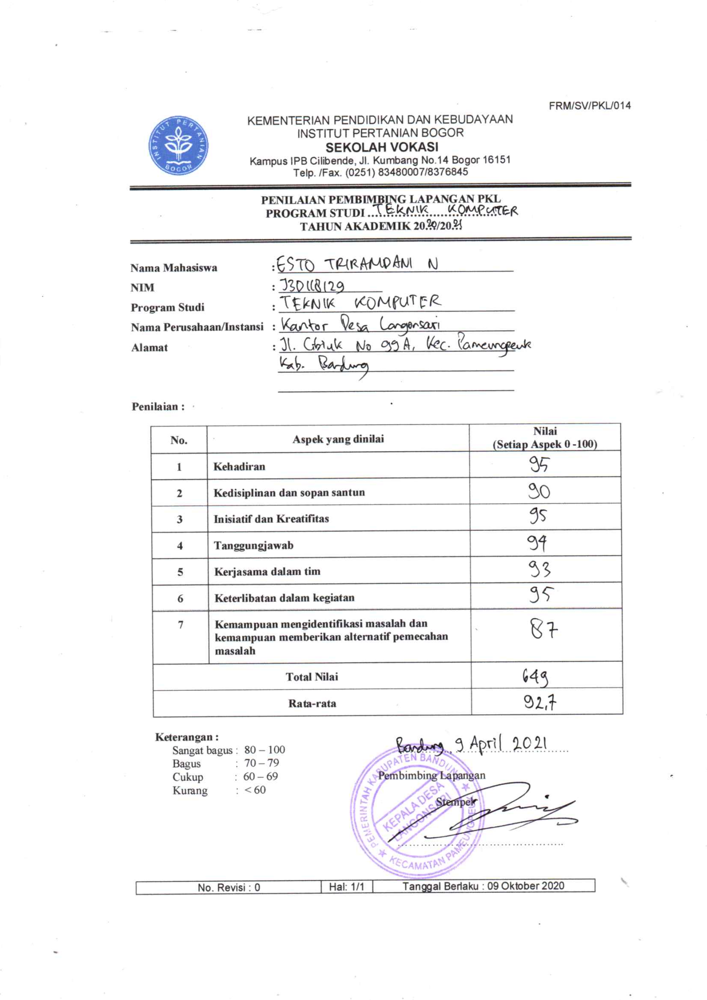 FRM/SV/PKL/014
INSTITUT PERTANIAN BOGOR
KEMENTERIAN PENDIDIKAN DAN KEBUDAYAAN
INSTITUT PERTANIAN BOGOR
SEKOLAH VOKASI
Kampus IPB Cilibende, Jl. Kumbang No.14 Bogor 16151
Telp. /Fax. (0251) 83480007/8376845
PENILAIAN PEMBIMBING LAPANGAN PKL
PROGRAM STUDI TEKNIK KOMPUTER
TAHUN AKADEMIK 2020/2021
Nama Mahasiswa : ESTO TRIRAMDANI N
NIM : J3D118129
Program Studi : TEKNIK KOMPUTER
Nama Perusahaan/Instansi : Kantor Desa Langonsari
Alamat : Jl. Cibiuk No 99A, Kec. Pameungpeuk
Kab. Bandung
Penilaian :
No. Aspek yang dinilai Nilai
(Setiap Aspek 0 -100)
1 Kehadiran 95
2 Kedisiplinan dan sopan santun 90
3 Inisiatif dan Kreatifitas 95
4 Tanggungjawab 94
5 Kerjasama dalam tim 93
6 Keterlibatan dalam kegiatan 95
7 Kemampuan mengidentifikasi masalah dan 87
kemampuan memberikan alternatif pemecahan
masalah
Total Nilai 649
Rata-rata 92,7
Keterangan :
Sangat bagus : 80 – 100
Bagus : 70 – 79
Cukup : 60 – 69
Kurang : < 60
Bandung, 9 April 2021
Pembimbing Lapangan
Stempel
PEMERINTAH KABUPATEN BANDUNG
KEPALA DESA
LANGONSARI
KECAMATAN PAMEUNGPEUK
No. Revisi : 0 Hal: 1/1 Tanggal Berlaku : 09 Oktober 2020